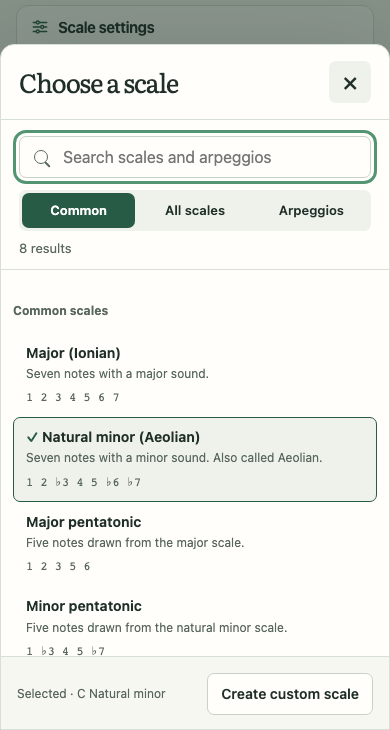 Scale settings
Choose a scale
Search scales and arpeggios
Common All scales Arpeggios
8 results
Common scales
Major (Ionian)
Seven notes with a major sound.
1 2 3 4 5 6 7
✓ Natural minor (Aeolian)
Seven notes with a minor sound. Also called Aeolian.
1 2 ♭3 4 5 ♭6 ♭7
Major pentatonic
Five notes drawn from the major scale.
1 2 3 5 6
Minor pentatonic
Five notes drawn from the natural minor scale.
1 ♭3 4 5 ♭7
Selected · C Natural minor
Create custom scale